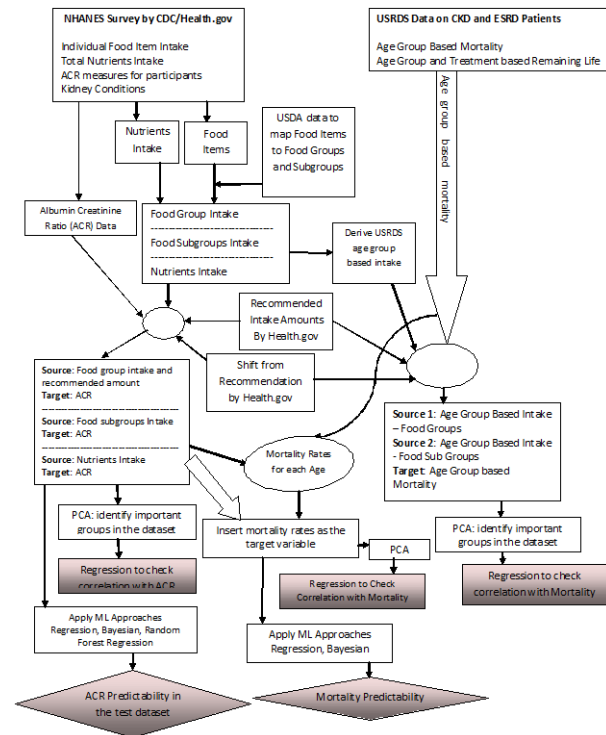 NHANES Survey by CDC/Health.gov
Individual Food Item Intake
Total Nutrients Intake
ACR measures for participants
Kidney Conditions
USRDS Data on CKD and ESRD Patients
Age Group Based Mortality
Age Group and Treatment based Remaining Life
Age group based mortality
Nutrients
Intake
Food
Items
USDA data to
map Food Items
to Food Groups
and Subgroups
Albumin Creatinine
Ratio (ACR) Data
Food Group Intake
Food Subgroups Intake
Nutrients Intake
Derive USRDS
age group
based intake
Recommended
Intake Amounts
By Health.gov
Shift from
Recommendation
by Health.gov
Source: Food group intake and
recommended amount
Target: ACR
Source: Food subgroups Intake
Target: ACR
Source: Nutrients Intake
Target: ACR
Mortality Rates
for each Age
Source 1: Age Group Based Intake
– Food Groups
Source 2: Age Group Based Intake
- Food Sub Groups
Target: Age Group based
Mortality
PCA: identify important
groups in the dataset
Regression to check
correlation with ACR
Insert mortality rates as the
target variable
PCA
Regression to Check
Correlation with Mortality
PCA: identify important
groups in the dataset
Regression to check
correlation with Mortality
Apply ML Approaches
Regression, Bayesian, Random
Forest Regression
Apply ML Approaches
Regression, Bayesian
ACR Predictability in
the test dataset
Mortality Predictability